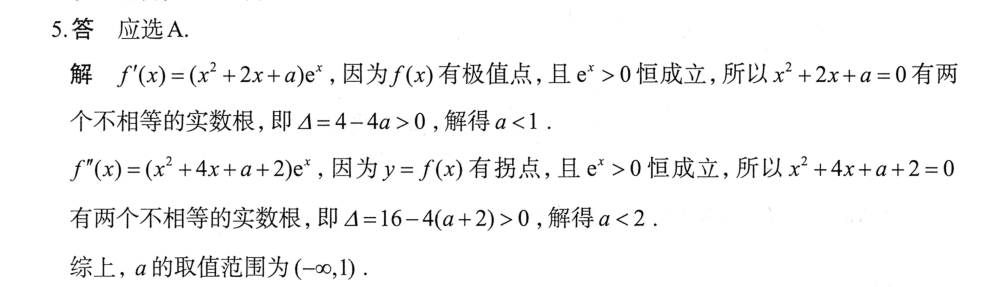 5.答 应选A.
解 f′(x)=(x²+2x+a)eˣ,因为f(x)有极值点,且eˣ>0恒成立,所以x²+2x+a=0有两
个不相等的实数根,即Δ=4-4a>0,解得a<1.
f″(x)=(x²+4x+a+2)eˣ,因为y=f(x)有拐点,且eˣ>0恒成立,所以x²+4x+a+2=0
有两个不相等的实数根,即Δ=16-4(a+2)>0,解得a<2.
综上,a的取值范围为(-∞,1).